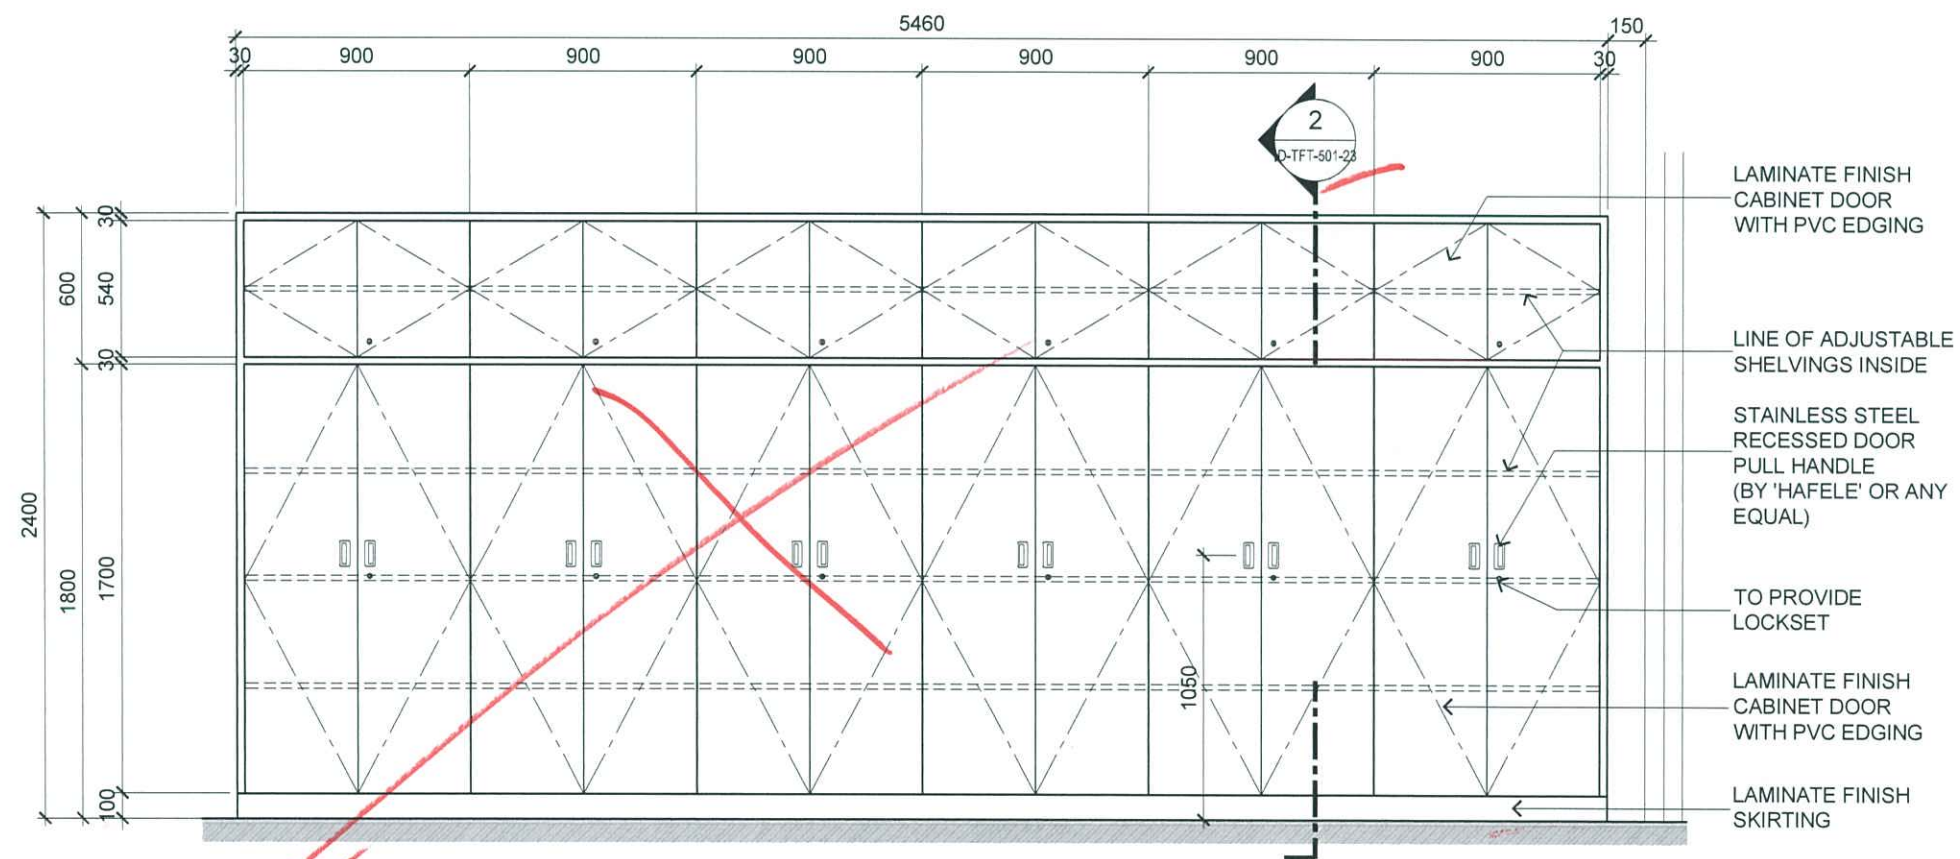 5460
150
30 900 900 900 900 900 900 30
2
D-TFT-501-23
LAMINATE FINISH
CABINET DOOR
WITH PVC EDGING
LINE OF ADJUSTABLE
SHELVINGS INSIDE
STAINLESS STEEL
RECESSED DOOR
PULL HANDLE
(BY 'HAFELE' OR ANY
EQUAL)
TO PROVIDE
LOCKSET
LAMINATE FINISH
CABINET DOOR
WITH PVC EDGING
LAMINATE FINISH
SKIRTING
2400
600
1800
30
540
30
1700
100
1050